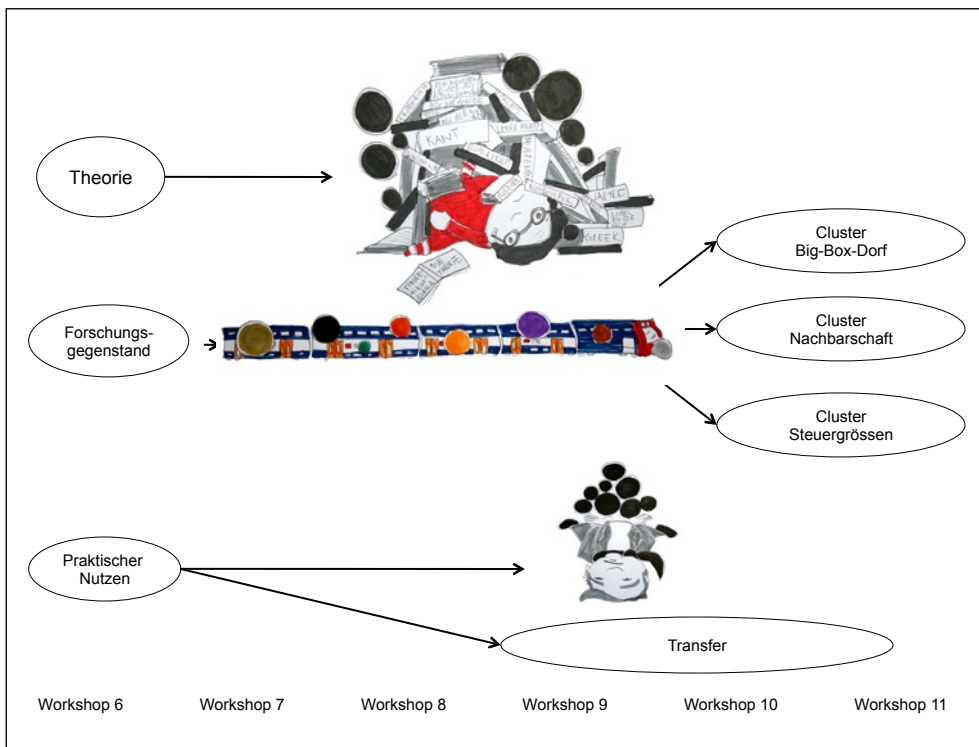 Theorie
KANT
GREEK
Cluster
Big-Box-Dorf
Forschungs-
gegenstand
Cluster
Nachbarschaft
Cluster
Steuergrössen
Praktischer
Nutzen
Transfer
Workshop 6
Workshop 7
Workshop 8
Workshop 9
Workshop 10
Workshop 11